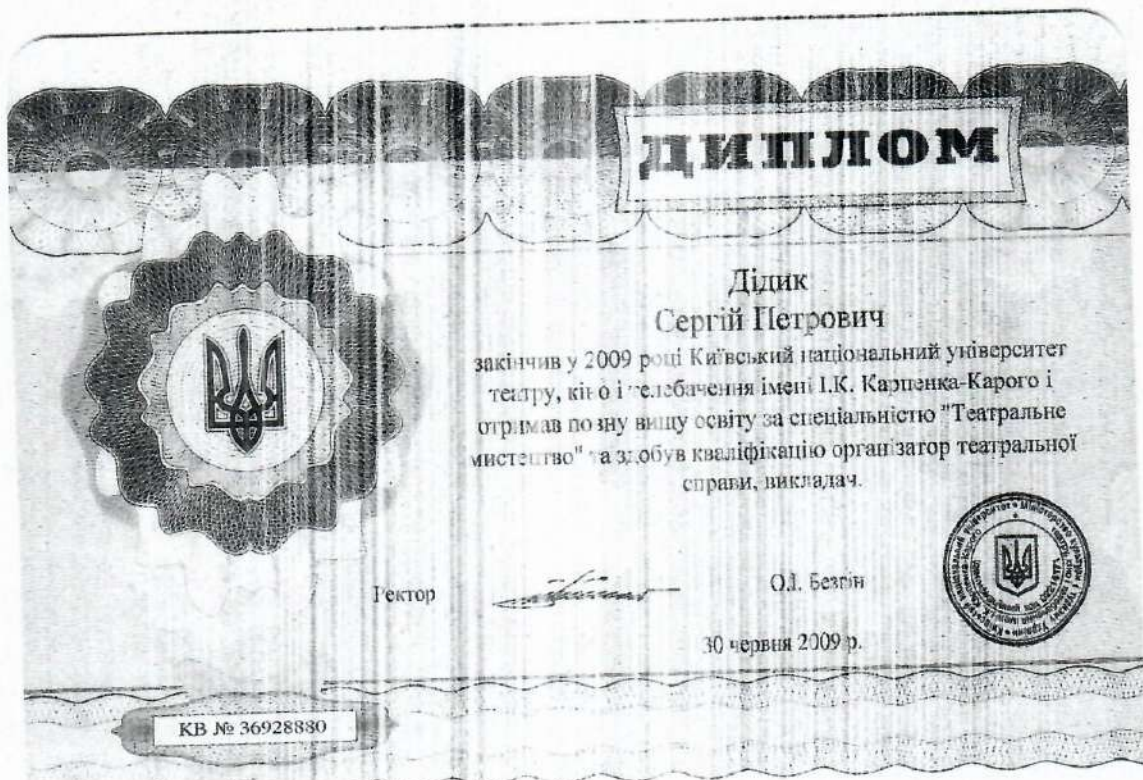 ДИПЛОМ
Дідик
Сергій Петрович
закінчив у 2009 році Київський національний університет
театру, кіно і телебачення імені І.К. Карпенка-Карого і
отримав повну вищу освіту за спеціальністю "Театральне
мистецтво" та здобув кваліфікацію організатор театральної
справи, викладач.
Ректор О.І. Безгін
30 червня 2009 р.
КВ № 36928880